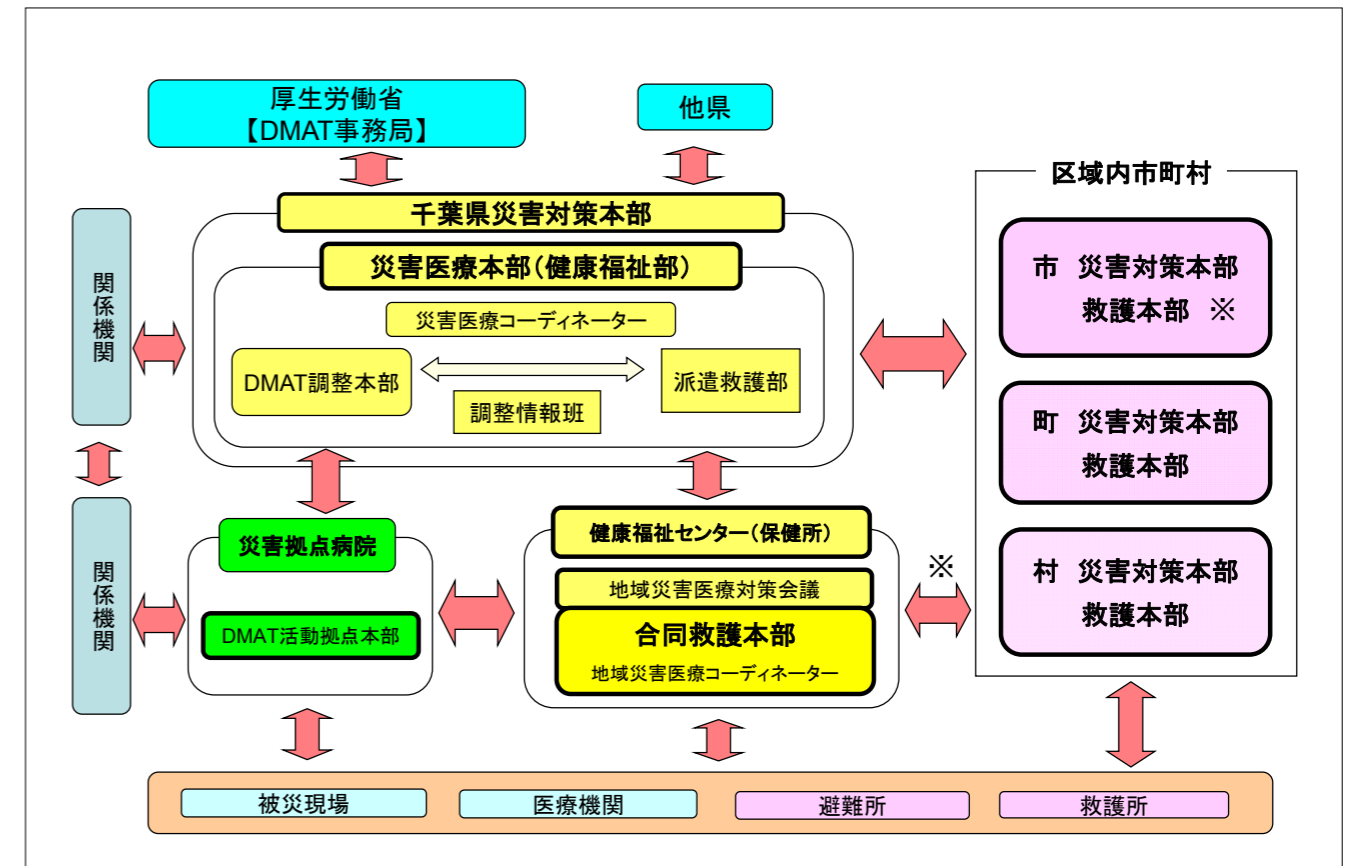 厚生労働省
【DMAT事務局】
他県
千葉県災害対策本部
災害医療本部（健康福祉部）
災害医療コーディネーター
DMAT調整本部
派遣救護部
調整情報班
関係機関
区域内市町村
市 災害対策本部
救護本部 ※
町 災害対策本部
救護本部
村 災害対策本部
救護本部
関係機関
災害拠点病院
DMAT活動拠点本部
健康福祉センター（保健所）
地域災害医療対策会議
合同救護本部
地域災害医療コーディネーター
※
被災現場
医療機関
避難所
救護所